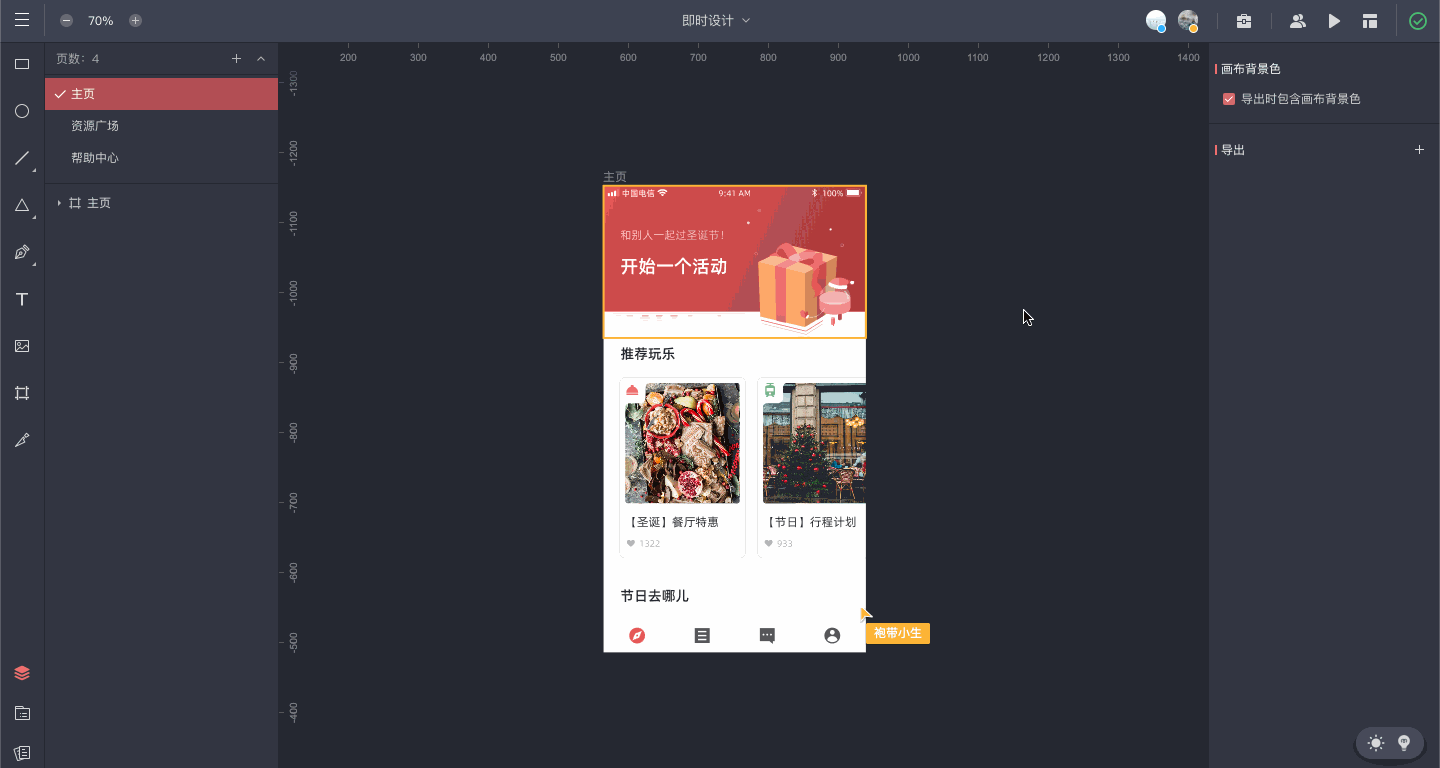 70%
即时设计
页数: 4
主页
资源广场
帮助中心
主页
200 300 400 500 600 700 800 900 1000 1100 1200 1300 1400
-1300
-1200
-1100
-1000
-900
-800
-700
-600
-500
-400
主页
中国电信 9:41 AM 100%
和别人一起过圣诞节!
开始一个活动
推荐玩乐
【圣诞】餐厅特惠
1322
【节日】行程计划
933
节日去哪儿
袍带小生
画布背景色
导出时包含画布背景色
导出